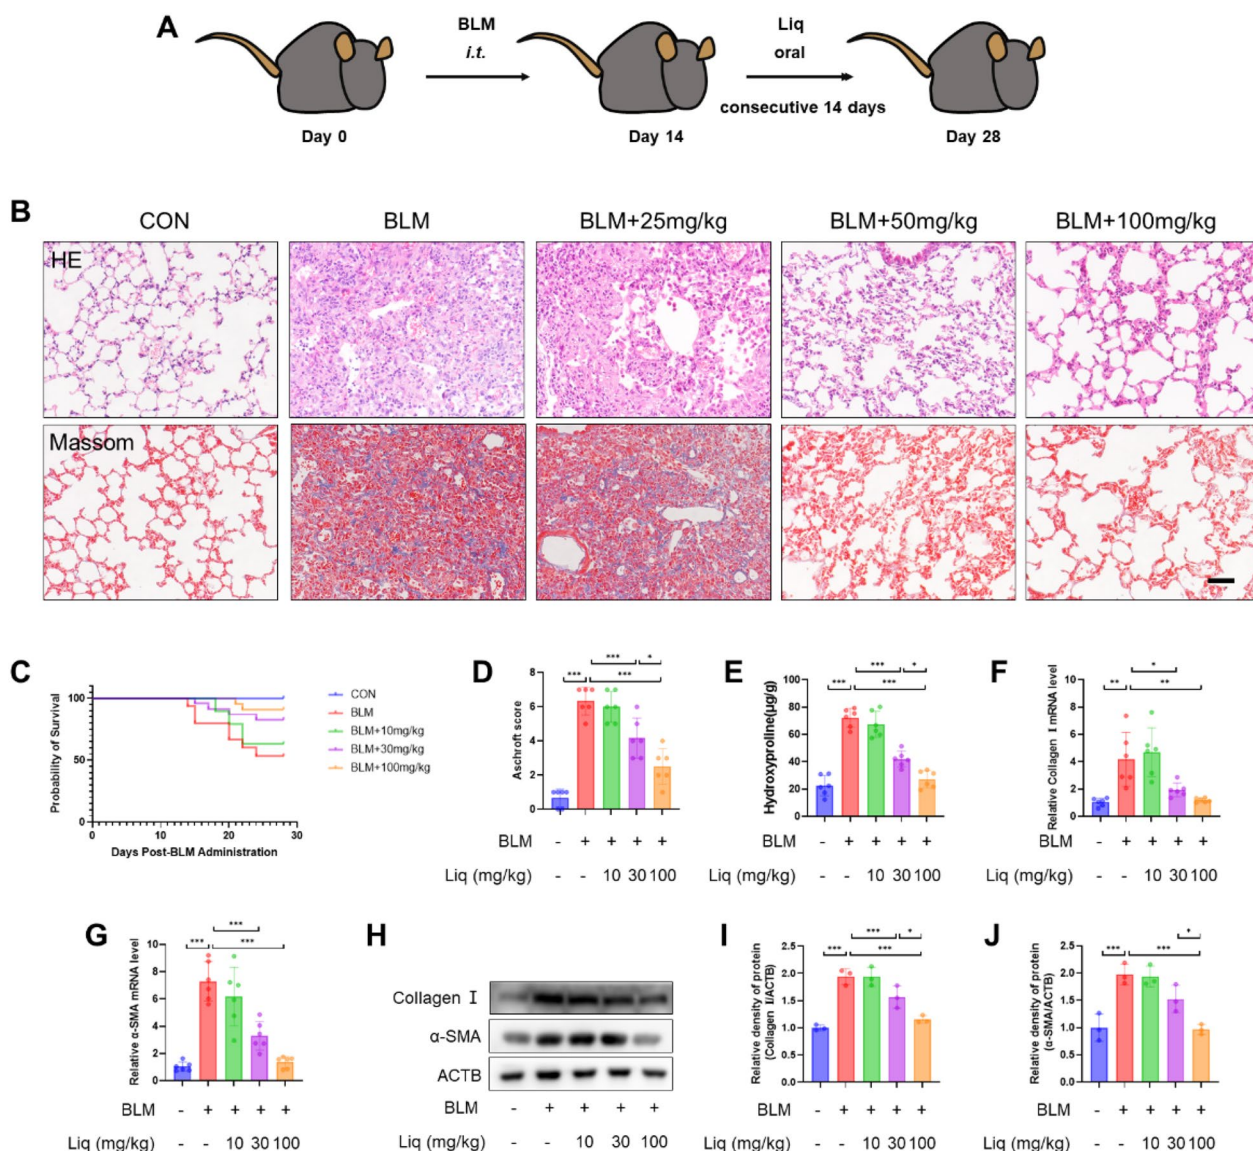 A
BLM
i.t.
Liq
oral
consecutive 14 days
Day 0
Day 14
Day 28
B
CON
BLM
BLM+25mg/kg
BLM+50mg/kg
BLM+100mg/kg
HE
Massom
C
Probability of Survival
100
50
0
0
10
20
30
Days Post-BLM Administration
CON
BLM
BLM+10mg/kg
BLM+30mg/kg
BLM+100mg/kg
D
Aschroft score
8
6
4
2
0
***
***
***
*
BLM - + + + +
Liq (mg/kg) - - 10 30 100
E
Hydroxyproline(μg/g)
100
80
60
40
20
0
***
***
***
*
BLM - + + + +
Liq (mg/kg) - - 10 30 100
F
Relative Collagen I mRNA level
10
8
6
4
2
0
**
*
**
BLM - + + + +
Liq (mg/kg) - - 10 30 100
G
Relative α-SMA mRNA level
10
8
6
4
2
0
***
***
***
BLM - + + + +
Liq (mg/kg) - - 10 30 100
H
Collagen I
α-SMA
ACTB
BLM - + + + +
Liq (mg/kg) - - 10 30 100
I
Relative density of protein
(Collagen I/ACTB)
2.5
2.0
1.5
1.0
0.5
0.0
***
***
***
*
BLM - + + + +
Liq (mg/kg) - - 10 30 100
J
Relative density of protein
(α-SMA/ACTB)
2.5
2.0
1.5
1.0
0.5
0.0
***
***
*
BLM - + + + +
Liq (mg/kg) - - 10 30 100